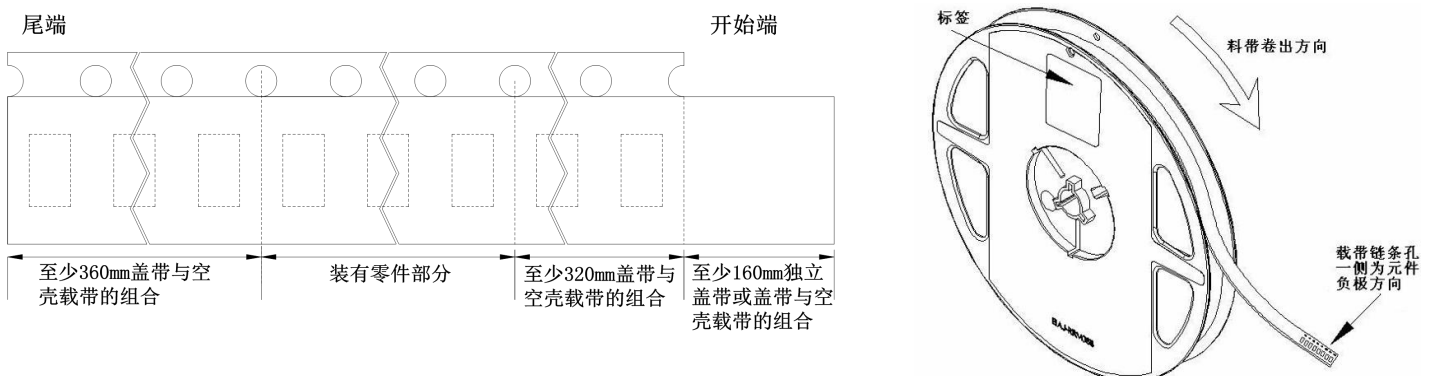 尾端
开始端
至少360mm盖带与空
壳载带的组合
装有零件部分
至少320mm盖带与
空壳载带的组合
至少160mm独立
盖带或盖带与空
壳载带的组合
标签
料带卷出方向
载带链条孔
一侧为元件
负极方向